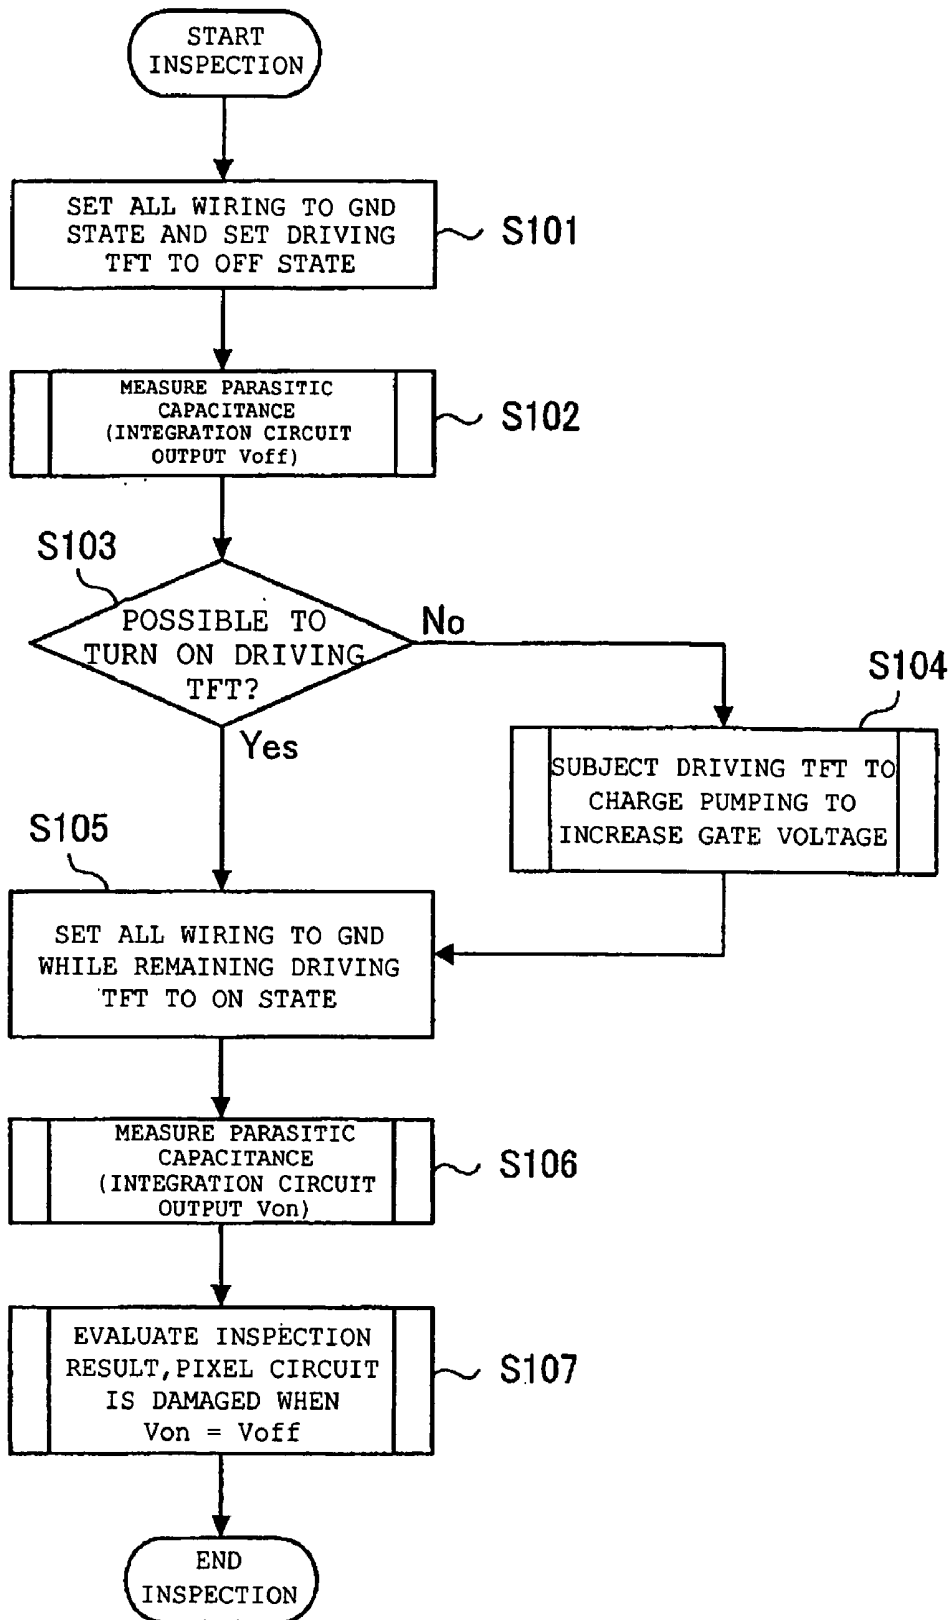 START
INSPECTION
SET ALL WIRING TO GND
STATE AND SET DRIVING
TFT TO OFF STATE
S101
MEASURE PARASITIC
CAPACITANCE
(INTEGRATION CIRCUIT
OUTPUT Voff)
S102
S103
POSSIBLE TO
TURN ON DRIVING
TFT?
No
Yes
S104
SUBJECT DRIVING TFT TO
CHARGE PUMPING TO
INCREASE GATE VOLTAGE
S105
SET ALL WIRING TO GND
WHILE REMAINING DRIVING
TFT TO ON STATE
MEASURE PARASITIC
CAPACITANCE
(INTEGRATION CIRCUIT
OUTPUT Von)
S106
EVALUATE INSPECTION
RESULT,PIXEL CIRCUIT
IS DAMAGED WHEN
Von = Voff
S107
END
INSPECTION